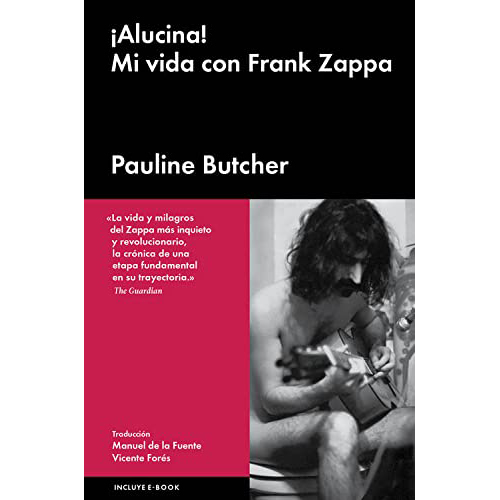 ¡Alucina!
Mi vida con Frank Zappa
Pauline Butcher
«La vida y milagros
del Zappa más inquieto
y revolucionario,
la crónica de una
etapa fundamental
en su trayectoria.»
The Guardian
Traducción
Manuel de la Fuente
Vicente Forés
INCLUYE E-BOOK